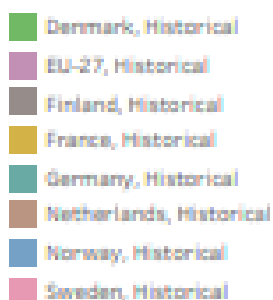 Denmark, Historical
EU-27, Historical
Finland, Historical
France, Historical
Germany, Historical
Netherlands, Historical
Norway, Historical
Sweden, Historical